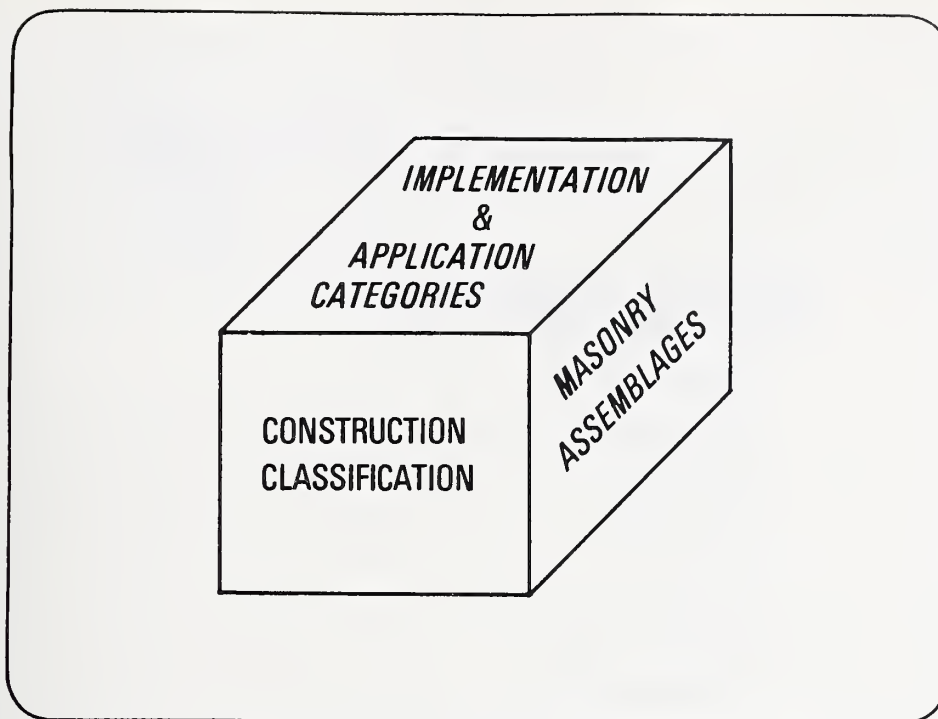 IMPLEMENTATION
&
APPLICATION
CATEGORIES
CONSTRUCTION
CLASSIFICATION
MASONRY
ASSEMBLAGES